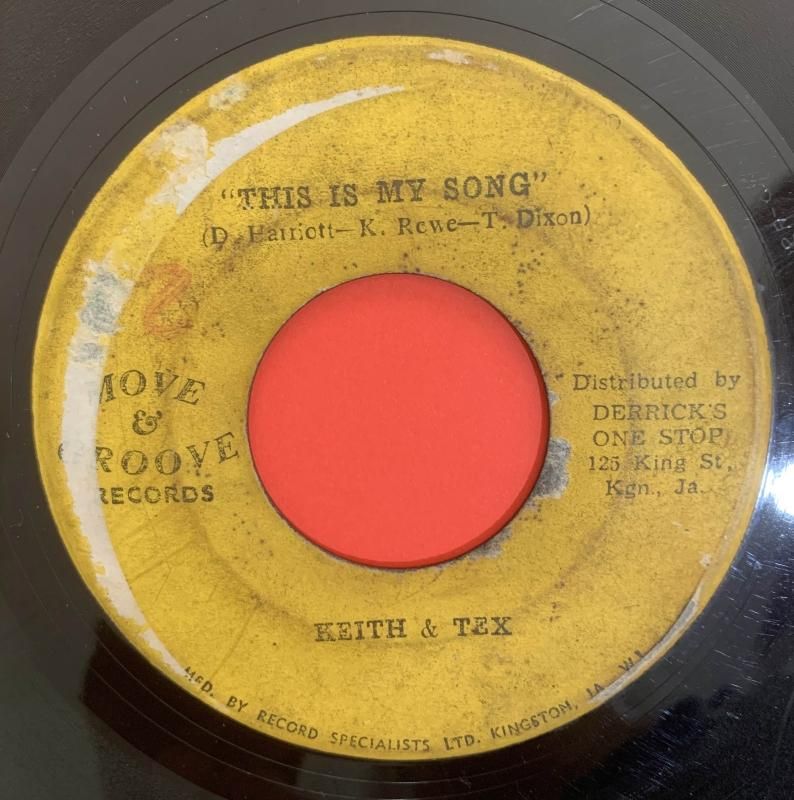 "THIS IS MY SONG"
(D. Harriott—K. Rowe—T. Dixon)
MOVE
&
GROOVE
RECORDS
Distributed by
DERRICK'S
ONE STOP
125 King St,
Kgn., Ja.
KEITH & TEX
MFD. BY RECORD SPECIALISTS LTD. KINGSTON, JA. W.I.